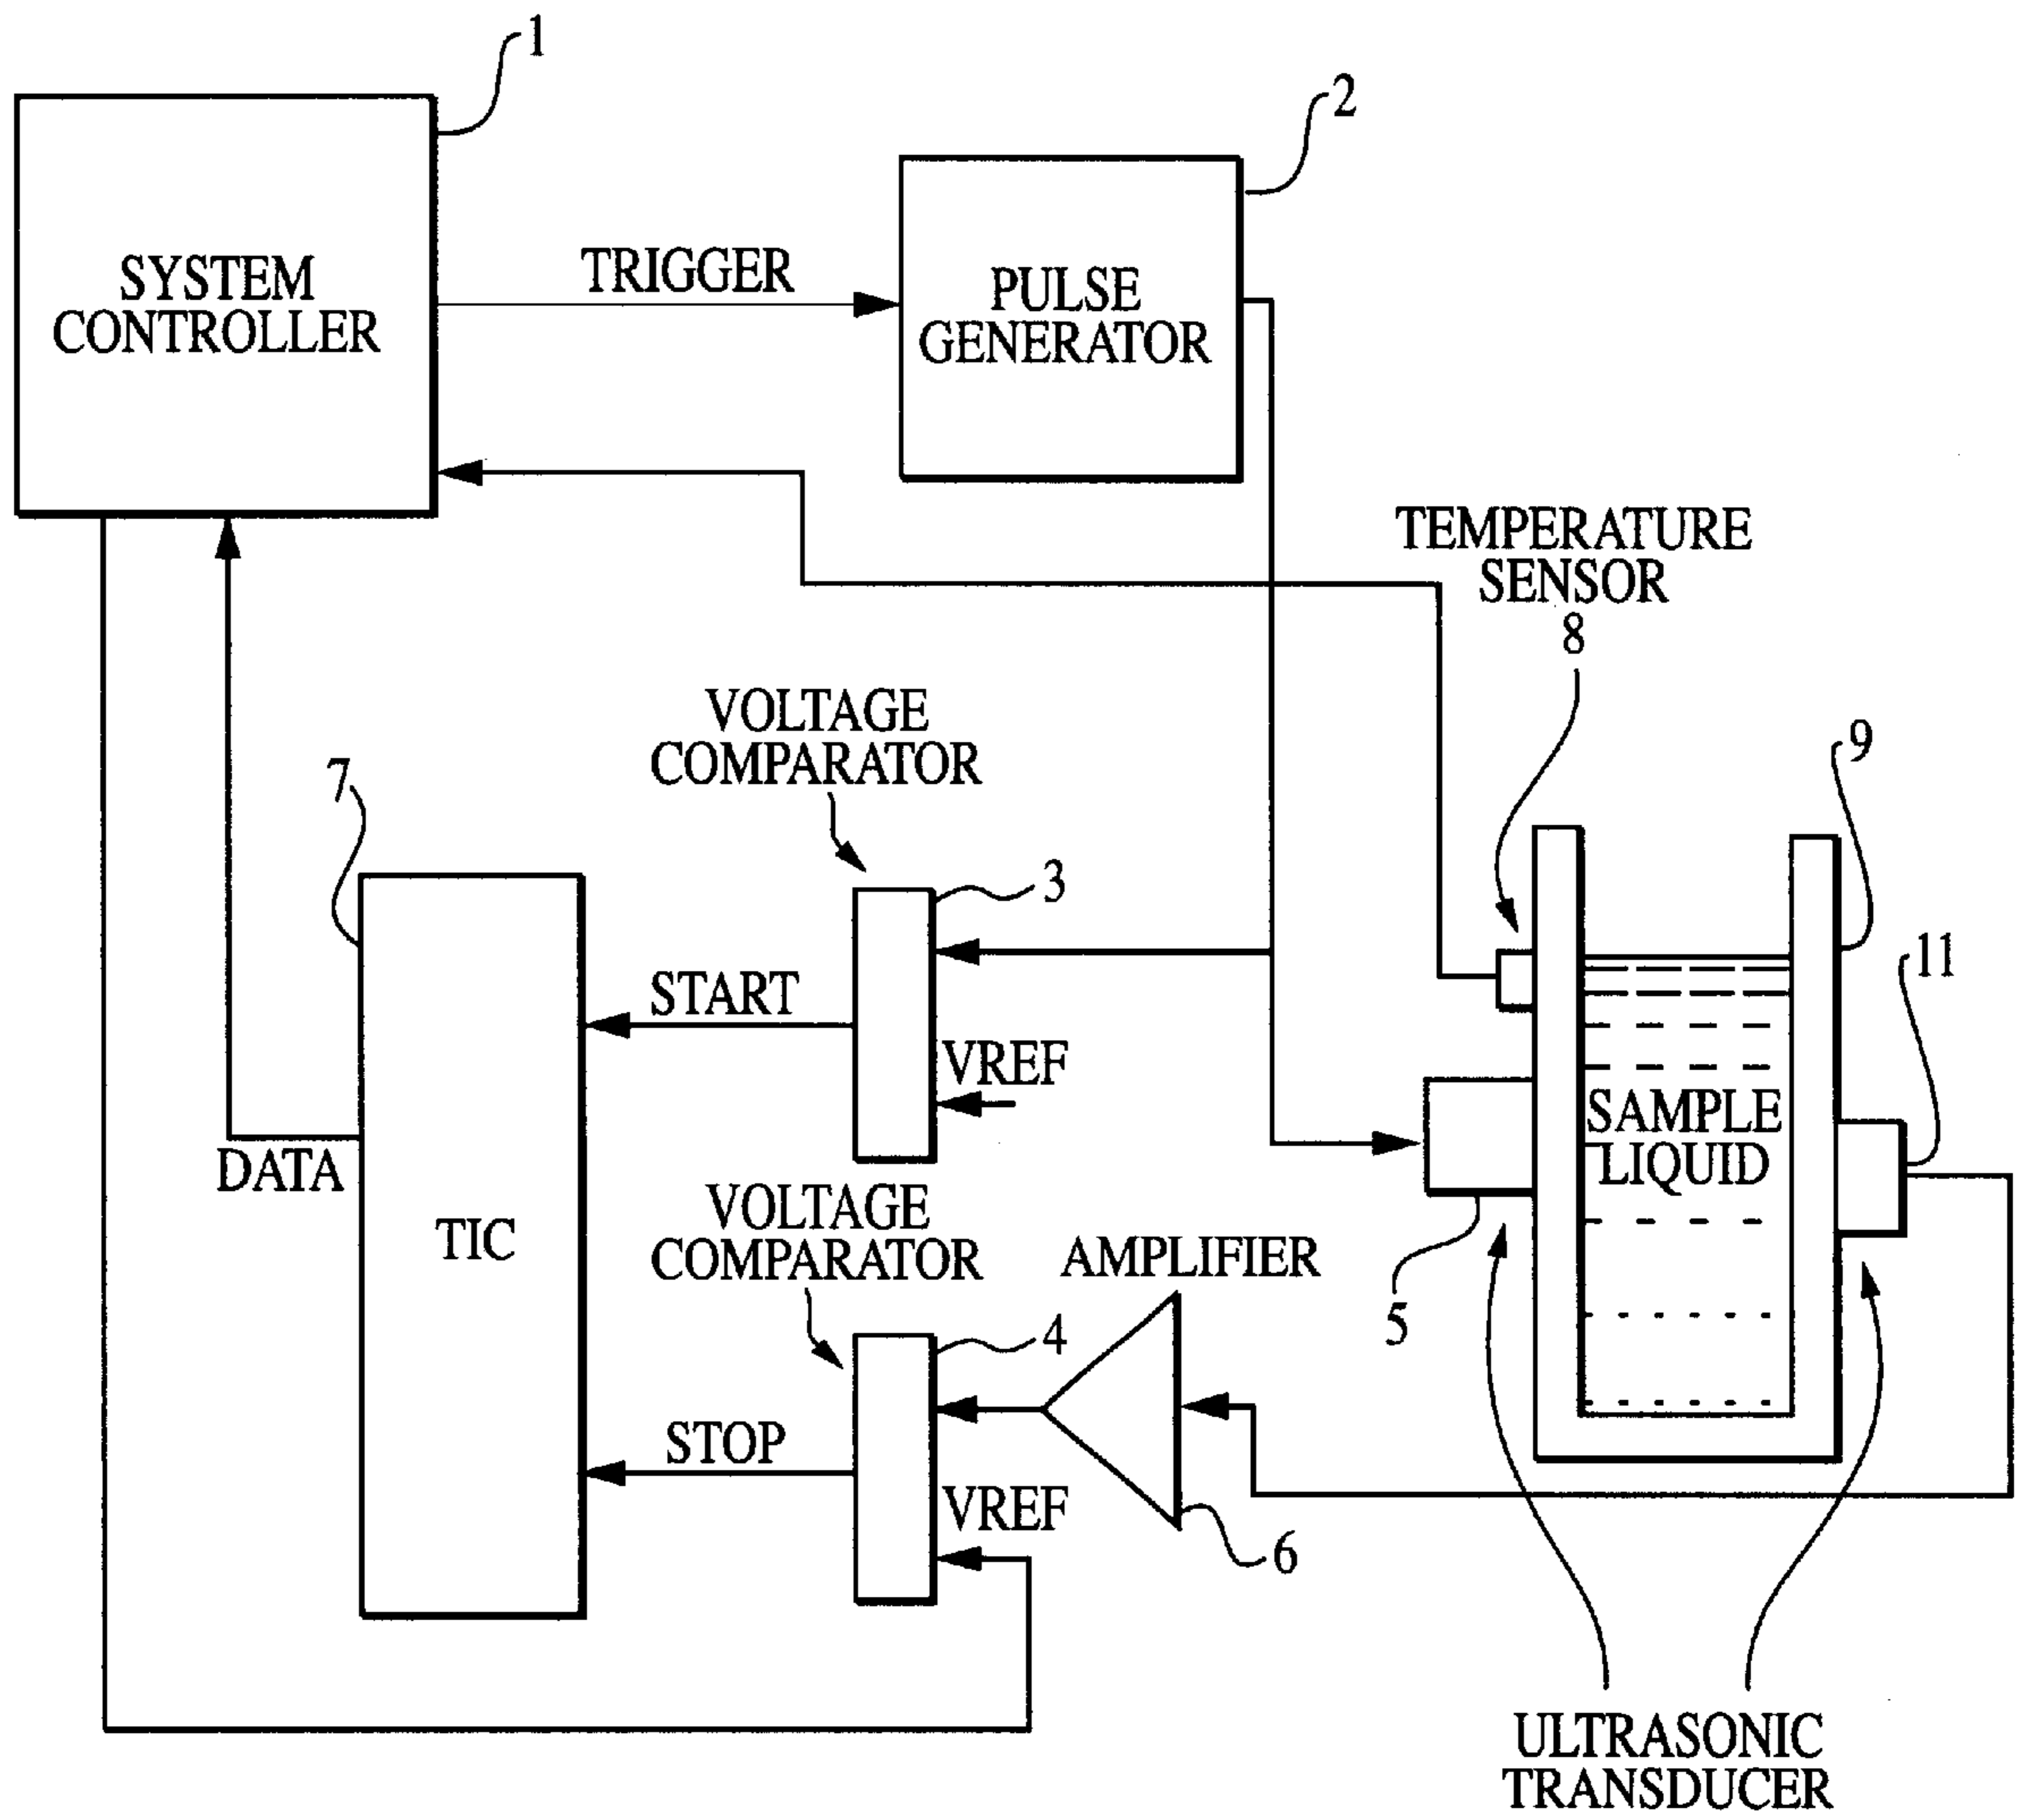 1
2
SYSTEM
CONTROLLER
TRIGGER
PULSE
GENERATOR
TEMPERATURE
SENSOR
8
VOLTAGE
COMPARATOR
9
7
3
11
START
VREF
SAMPLE
LIQUID
DATA
VOLTAGE
COMPARATOR
TIC
AMPLIFIER
5
4
STOP
VREF
6
ULTRASONIC
TRANSDUCER